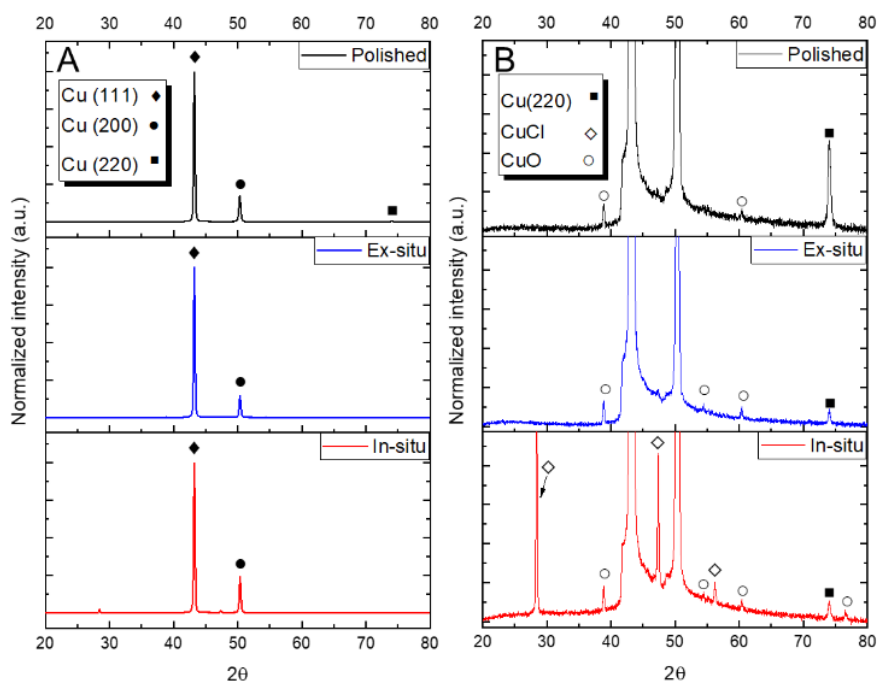 20 30 40 50 60 70 80
A
Polished
Cu (111)
Cu (200)
Cu (220)
Ex-situ
In-situ
Normalized intensity (a.u.)
20 30 40 50 60 70 80
2θ
20 30 40 50 60 70 80
B
Polished
Cu(220)
CuCl
CuO
Ex-situ
In-situ
Normalized intensity (a.u.)
20 30 40 50 60 70 80
2θ